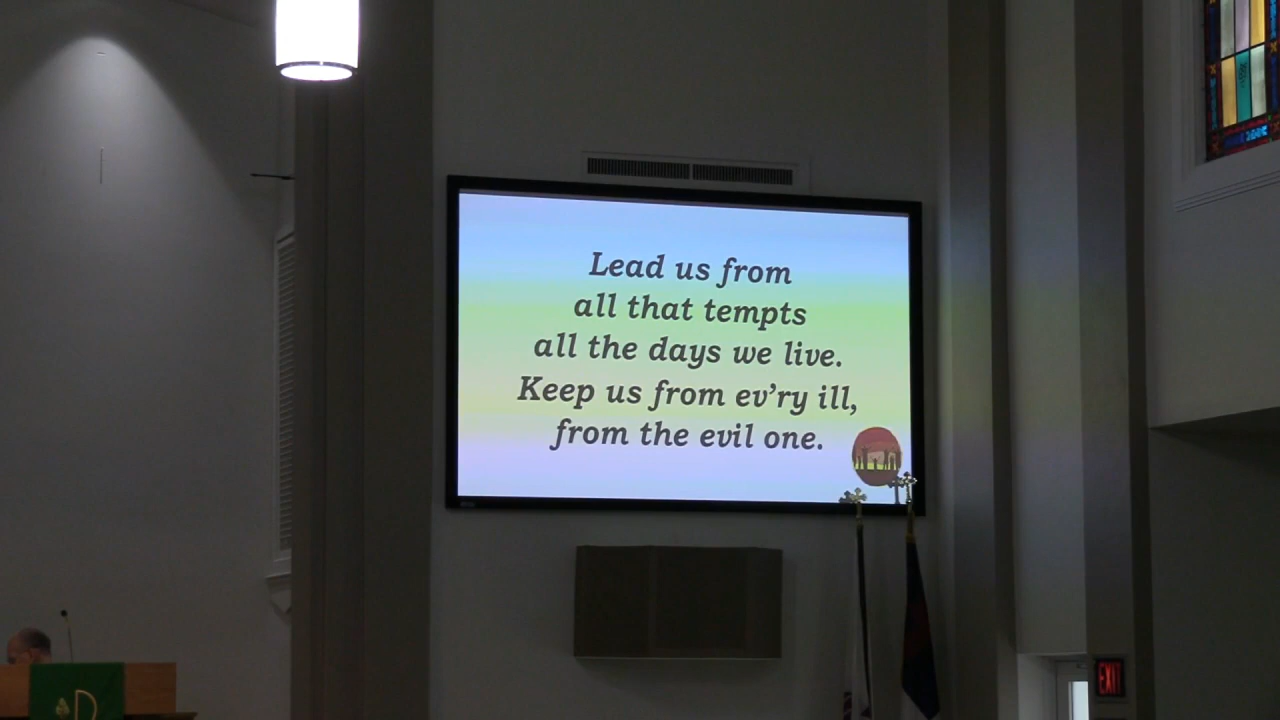 Lead us from
all that tempts
all the days we live.
Keep us from ev'ry ill,
from the evil one.
EXIT